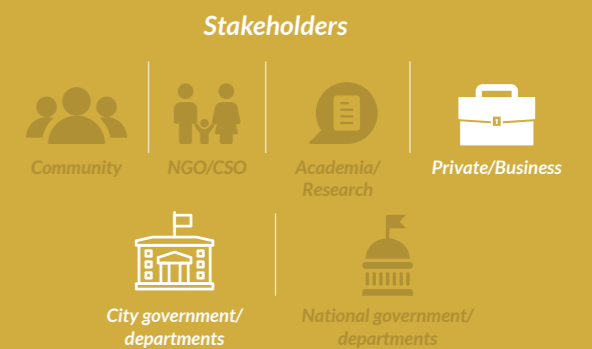 Stakeholders
Community
NGO/CSO
Academia/
Research
Private/Business
City government/
departments
National government/
departments